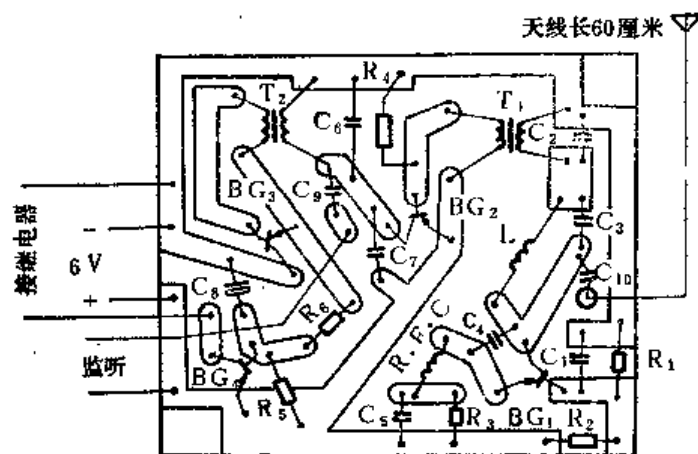 天线长60厘米
R₄
T₂
T₁
C₆
C₂
BG₃
C₉
BG₂
C₃
接继电器
−
6V
+
C₇
L
C₁₀
C₈
R₆
R.F.C
C₄
监听
BG₄
R₅
C₁
R₁
C₅
R₃
BG₁
R₂